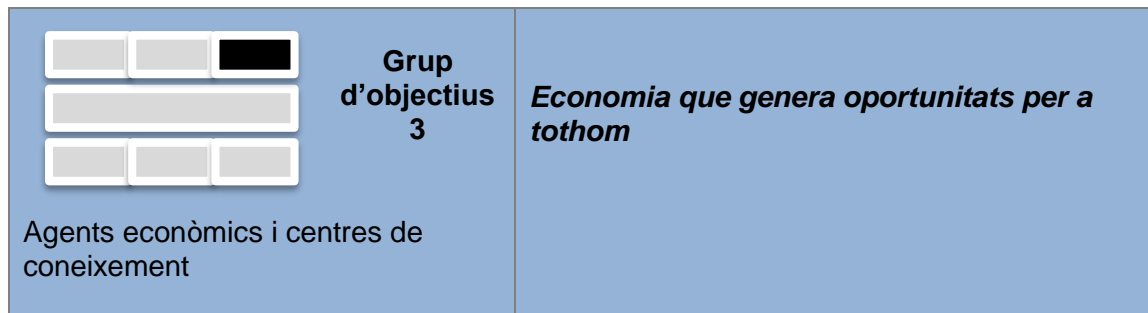 Grup
d’objectius
3
Economia que genera oportunitats per a
tothom
Agents econòmics i centres de
coneixement